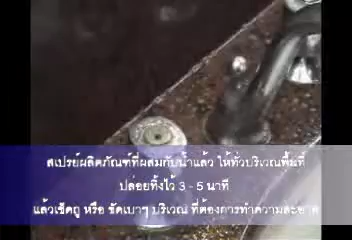 สเปรย์ผลิตภัณฑ์ที่ผสมกับน้ำแล้ว ให้ทั่วบริเวณพื้นที่
ปล่อยทิ้งไว้ 3 - 5 นาที
แล้วเช็ดถู หรือ ขัดเบาๆ บริเวณ ที่ต้องการทำความสะอาด